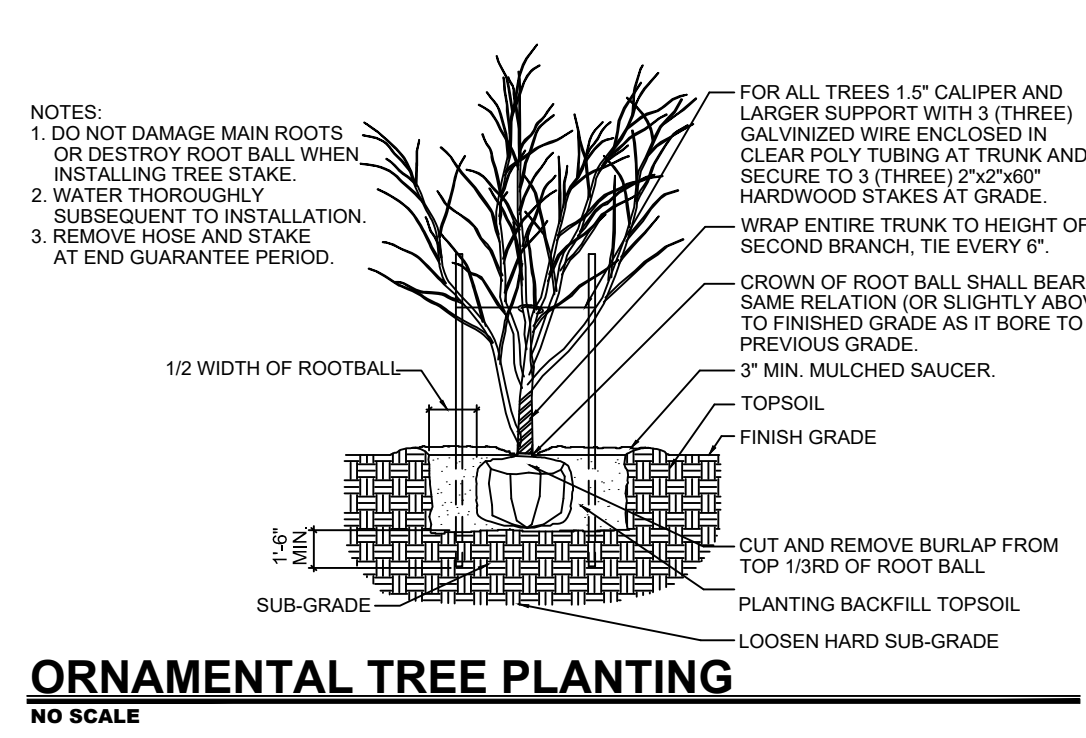 NOTES:
1. DO NOT DAMAGE MAIN ROOTS
OR DESTROY ROOT BALL WHEN
INSTALLING TREE STAKE.
2. WATER THOROUGHLY
SUBSEQUENT TO INSTALLATION.
3. REMOVE HOSE AND STAKE
AT END GUARANTEE PERIOD.
FOR ALL TREES 1.5" CALIPER AND
LARGER SUPPORT WITH 3 (THREE)
GALVINIZED WIRE ENCLOSED IN
CLEAR POLY TUBING AT TRUNK AND
SECURE TO 3 (THREE) 2"x2"x60"
HARDWOOD STAKES AT GRADE.
WRAP ENTIRE TRUNK TO HEIGHT OF
SECOND BRANCH, TIE EVERY 6".
CROWN OF ROOT BALL SHALL BEAR
SAME RELATION (OR SLIGHTLY ABOV
TO FINISHED GRADE AS IT BORE TO
PREVIOUS GRADE.
1/2 WIDTH OF ROOTBALL
3" MIN. MULCHED SAUCER.
TOPSOIL
FINISH GRADE
1'-6"
MIN.
CUT AND REMOVE BURLAP FROM
TOP 1/3RD OF ROOT BALL
SUB-GRADE
PLANTING BACKFILL TOPSOIL
LOOSEN HARD SUB-GRADE
ORNAMENTAL TREE PLANTING
NO SCALE